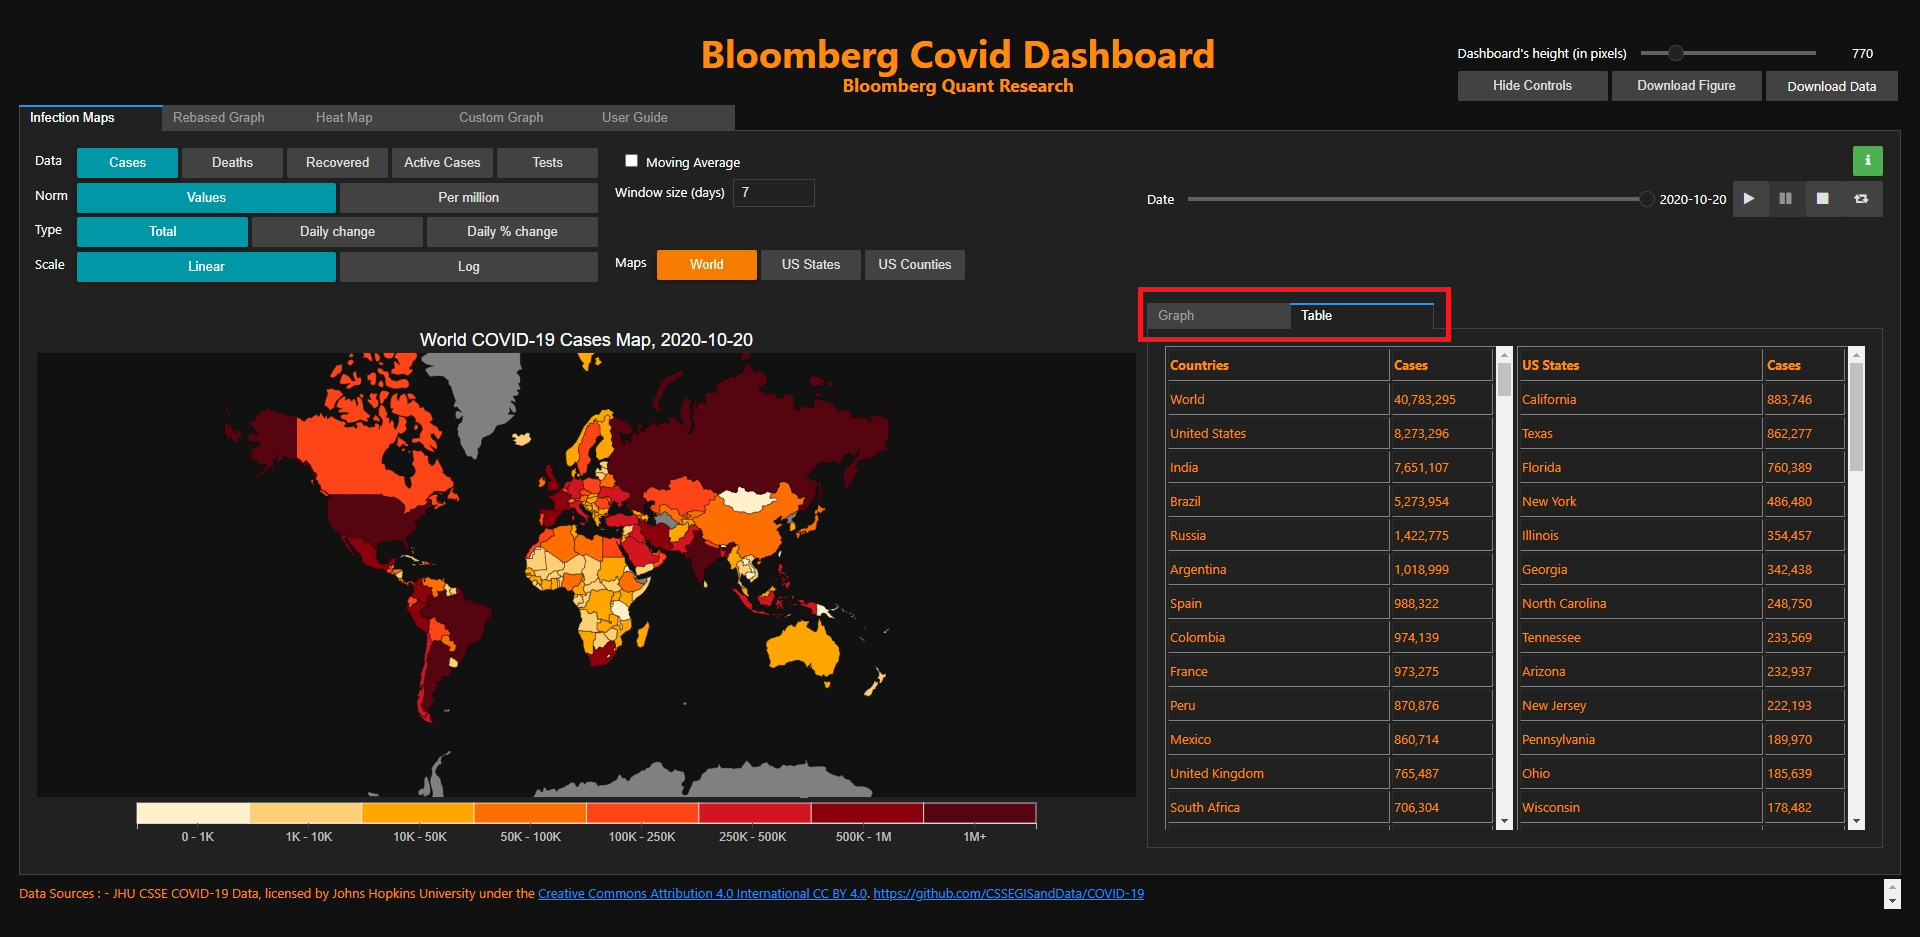 Bloomberg Covid Dashboard
Bloomberg Quant Research
Dashboard's height (in pixels) 770
Hide Controls Download Figure Download Data
Infection Maps Rebased Graph Heat Map Custom Graph User Guide
Data Cases Deaths Recovered Active Cases Tests
Norm Values Per million
Type Total Daily change Daily % change
Scale Linear Log
Moving Average
Window size (days) 7
Maps World US States US Counties
i
Date 2020-10-20
Graph Table
World COVID-19 Cases Map, 2020-10-20
0 - 1K 1K - 10K 10K - 50K 50K - 100K 100K - 250K 250K - 500K 500K - 1M 1M+
Countries Cases
World 40,783,295
United States 8,273,296
India 7,651,107
Brazil 5,273,954
Russia 1,422,775
Argentina 1,018,999
Spain 988,322
Colombia 974,139
France 973,275
Peru 870,876
Mexico 860,714
United Kingdom 765,487
South Africa 706,304
US States Cases
California 883,746
Texas 862,277
Florida 760,389
New York 486,480
Illinois 354,457
Georgia 342,438
North Carolina 248,750
Tennessee 233,569
Arizona 232,937
New Jersey 222,193
Pennsylvania 189,970
Ohio 185,639
Wisconsin 178,482
Data Sources : - JHU CSSE COVID-19 Data, licensed by Johns Hopkins University under the Creative Commons Attribution 4.0 International CC BY 4.0. https://github.com/CSSEGISandData/COVID-19